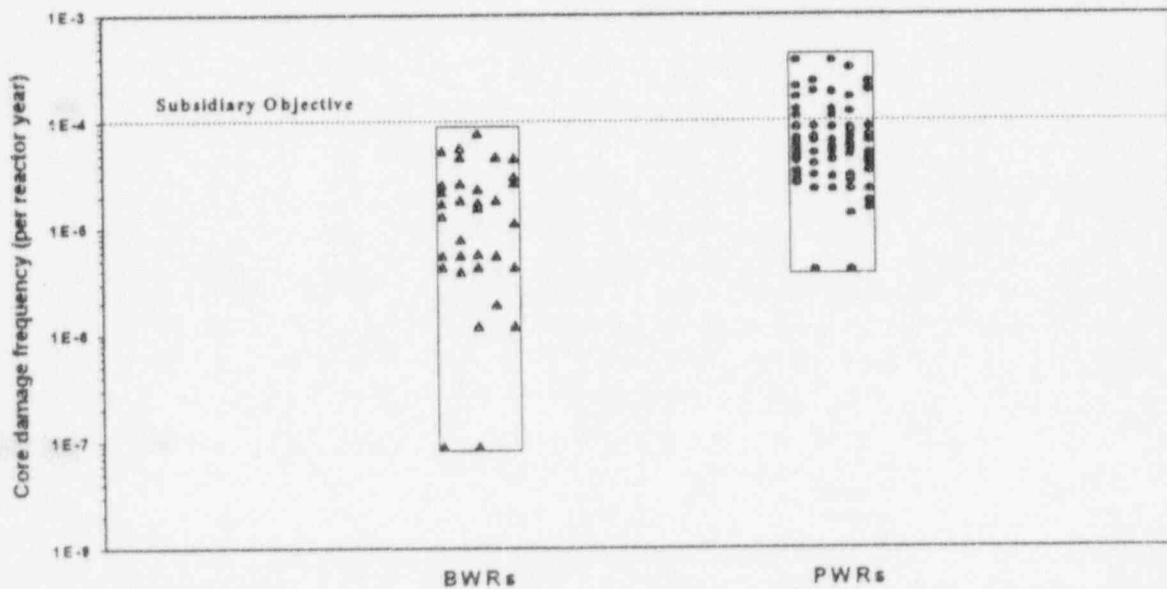 Core damage frequency (per reactor year)
1E-3
Subsidiary Objective
1E-4
1E-5
1E-6
1E-7
1E-8
BWRs
PWRs